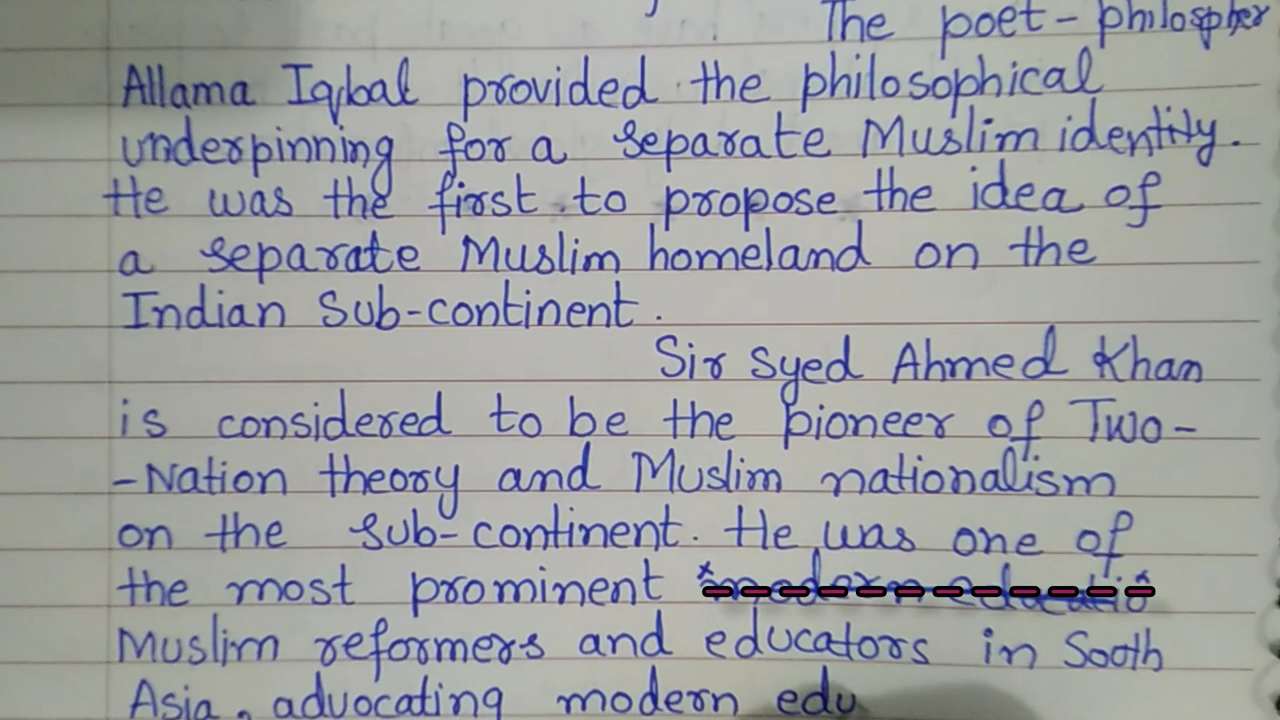 The poet-philospher
Allama Iqbal provided the philosophical
underpinning for a separate Muslim identity.
He was the first to propose the idea of
a separate Muslim homeland on the
Indian Sub-continent.
Sir Syed Ahmed Khan
is considered to be the pioneer of Two-
-Nation theory and Muslim nationalism
on the sub-continent. He was one of
the most prominent
Muslim reformers and educators in South
Asia, advocating modern edu